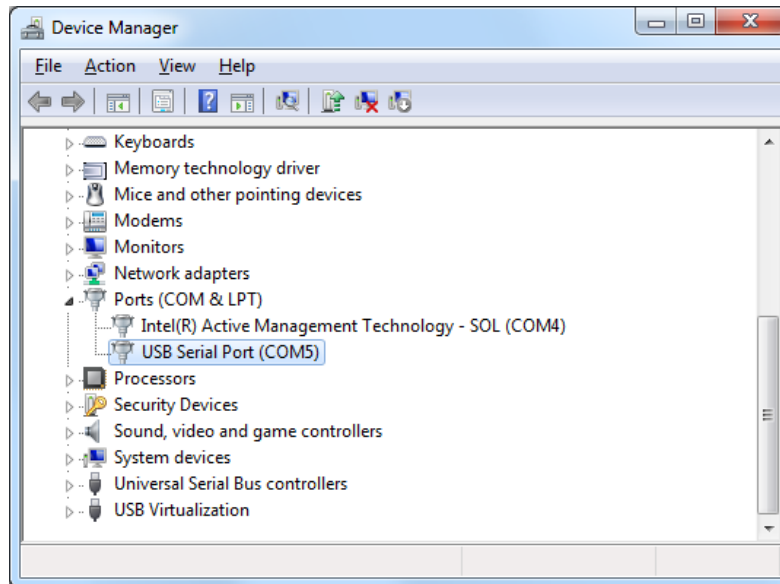 Device Manager
File Action View Help
Keyboards
Memory technology driver
Mice and other pointing devices
Modems
Monitors
Network adapters
Ports (COM & LPT)
Intel(R) Active Management Technology - SOL (COM4)
USB Serial Port (COM5)
Processors
Security Devices
Sound, video and game controllers
System devices
Universal Serial Bus controllers
USB Virtualization